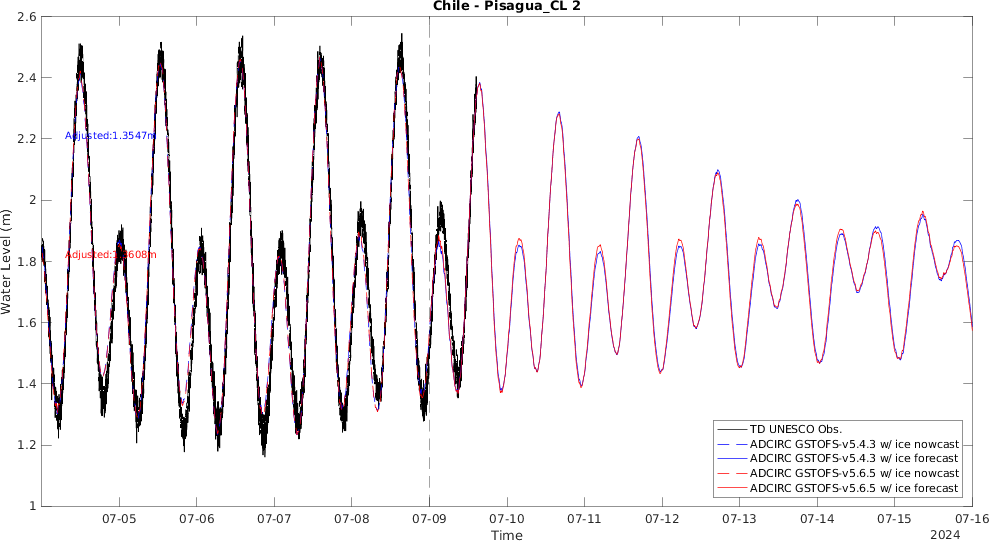 Chile - Pisagua_CL 2
Water Level (m)
2.6
2.4
2.2
2
1.8
1.6
1.4
1.2
1
Adjusted:1.3547m
07-05
07-06
07-07
07-08
07-09
07-10
07-11
07-12
07-13
07-14
07-15
07-16
Time
2024
TD UNESCO Obs.
ADCIRC GSTOFS-v5.4.3 w/ ice nowcast
ADCIRC GSTOFS-v5.4.3 w/ ice forecast
ADCIRC GSTOFS-v5.6.5 w/ ice nowcast
ADCIRC GSTOFS-v5.6.5 w/ ice forecast